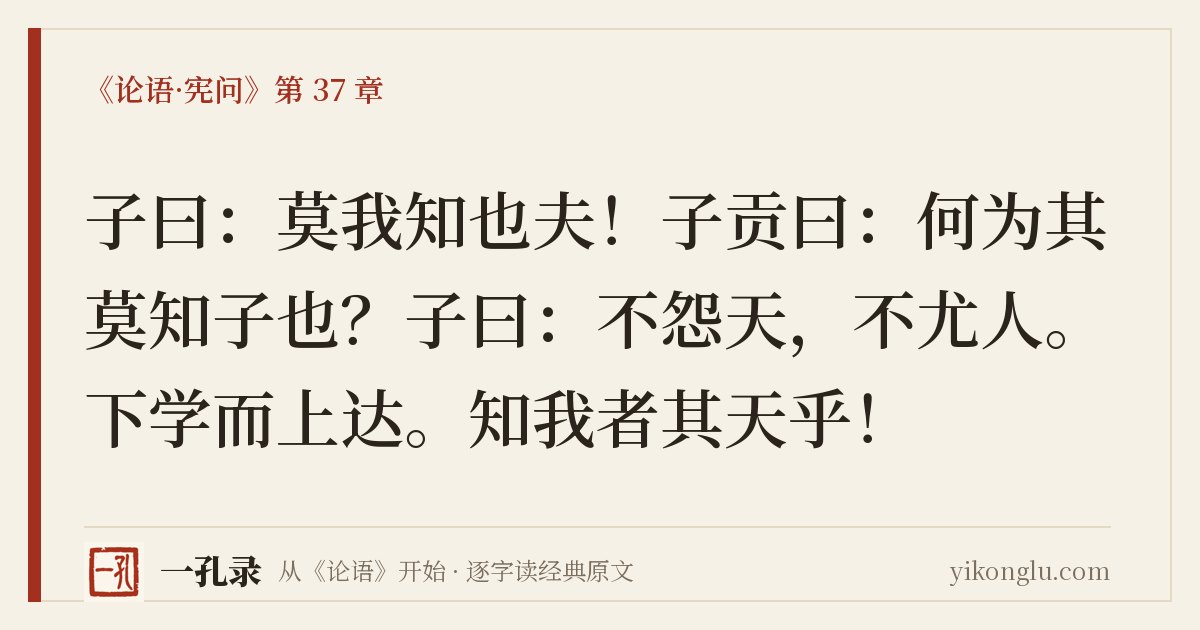 《论语·宪问》第 37 章
子曰：莫我知也夫！子贡曰：何为其
莫知子也？子曰：不怨天，不尤人。
下学而上达。知我者其天乎！
一孔
一孔录 从《论语》开始 · 逐字读经典原文 yikonglu.com